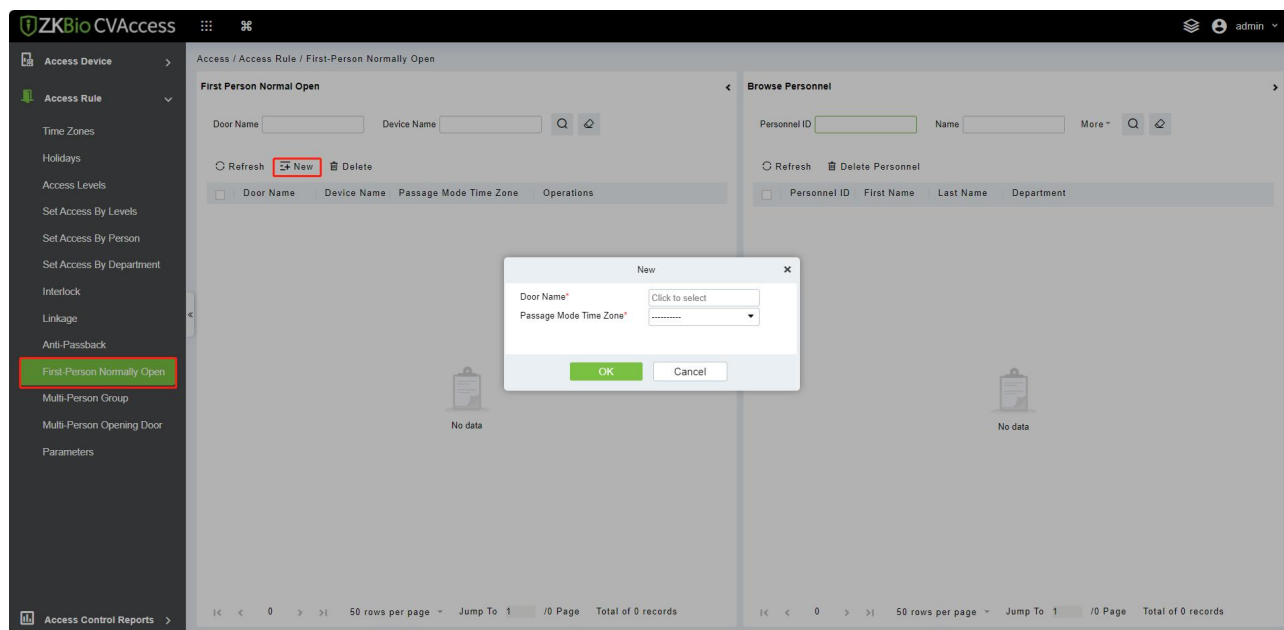 ZKBio CVAccess
admin
Access Device
Access Rule
Time Zones
Holidays
Access Levels
Set Access By Levels
Set Access By Person
Set Access By Department
Interlock
Linkage
Anti-Passback
First-Person Normally Open
Multi-Person Group
Multi-Person Opening Door
Parameters
Access Control Reports
Access / Access Rule / First-Person Normally Open
First Person Normal Open
Door Name Device Name
Refresh New Delete
Door Name Device Name Passage Mode Time Zone Operations
No data
0 50 rows per page Jump To 1 /0 Page Total of 0 records
Browse Personnel
Personnel ID Name More
Refresh Delete Personnel
Personnel ID First Name Last Name Department
No data
0 50 rows per page Jump To 1 /0 Page Total of 0 records
New
Door Name* Click to select
Passage Mode Time Zone* ----------
OK Cancel